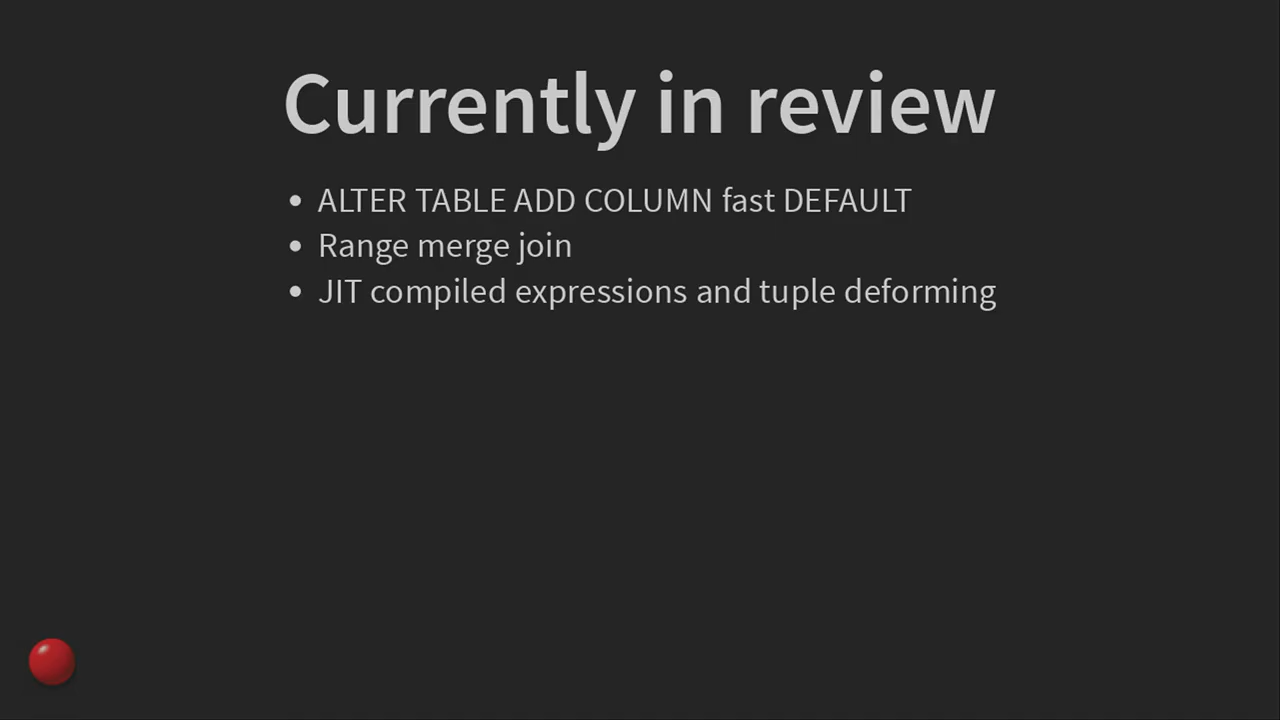 Currently in review
• ALTER TABLE ADD COLUMN fast DEFAULT
• Range merge join
• JIT compiled expressions and tuple deforming